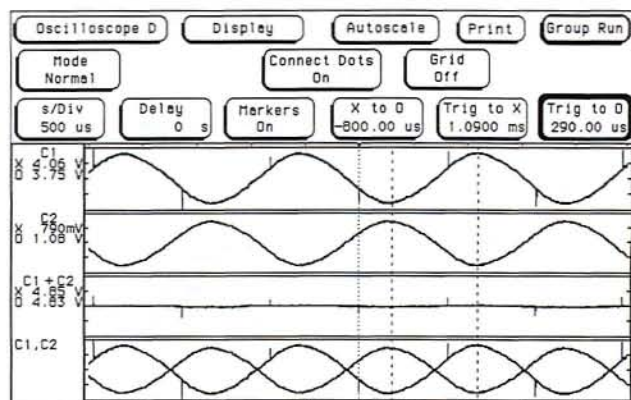 Oscilloscope D Display Autoscale Print Group Run
Mode Connect Dots Grid
Normal On Off
s/Div Delay Markers X to O Trig to X Trig to O
500 us 0 s On -800.00 us 1.0900 ms 290.00 us
C1
X 4.06 V
O 3.75 V
C2
X 790mV
O 1.08 V
C1 + C2
X 4.85 V
O 4.83 V
C1,C2